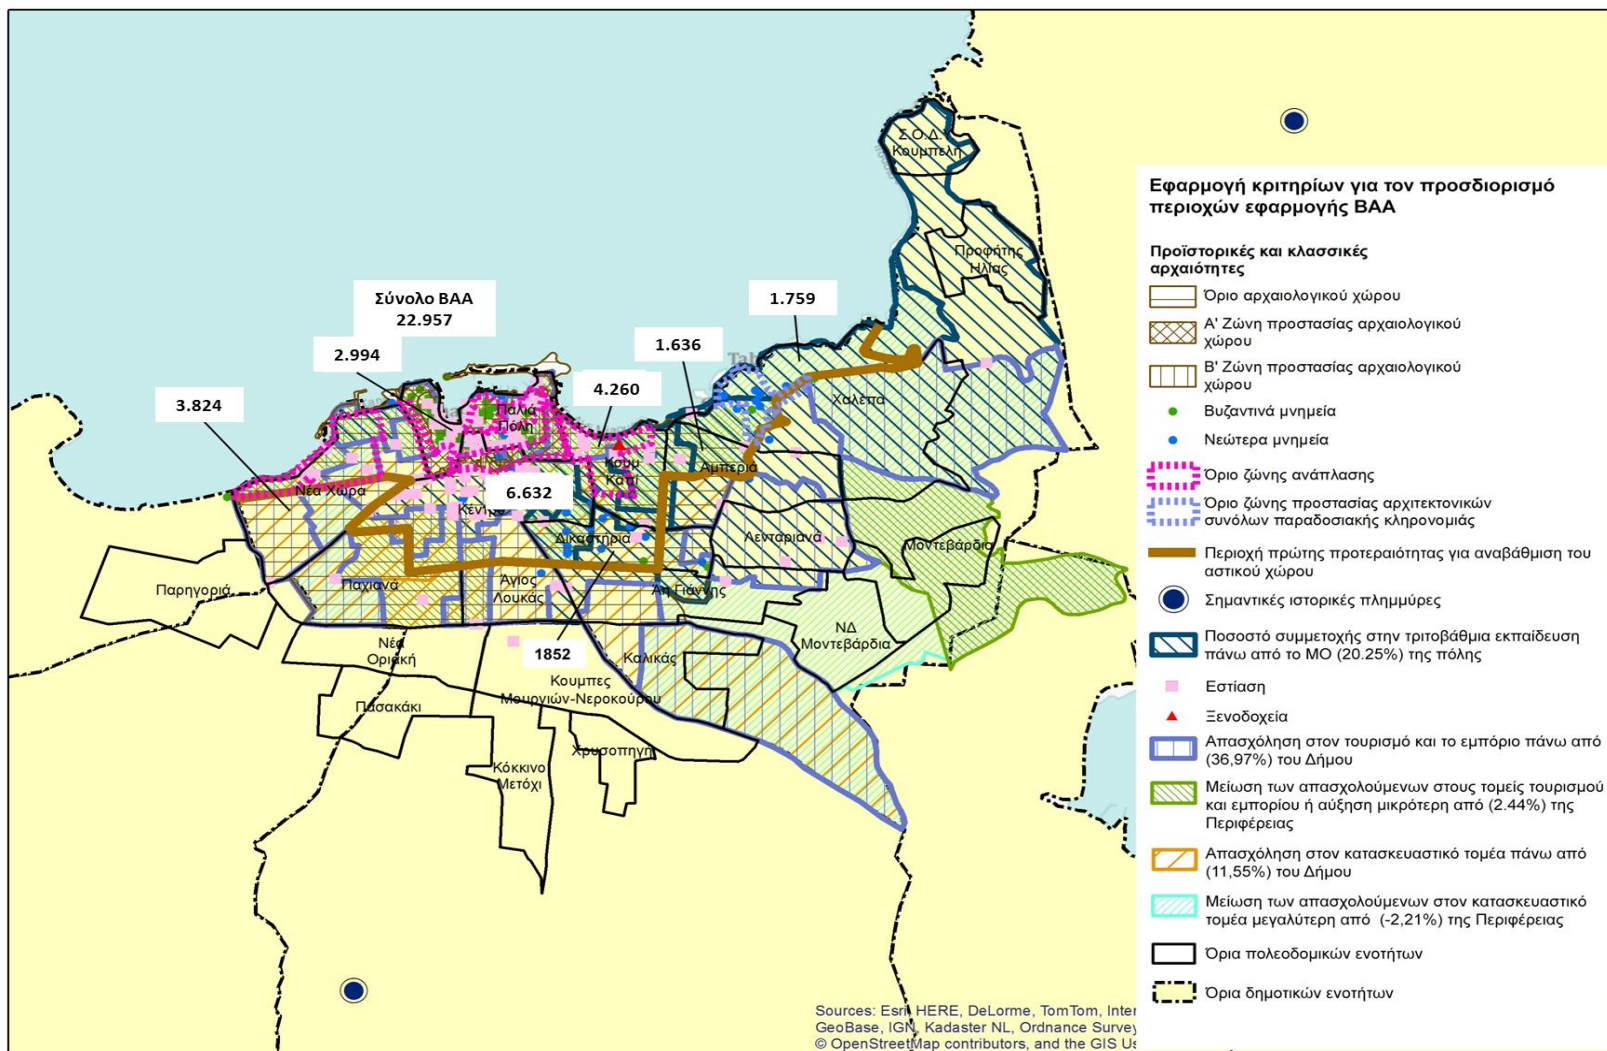 Σ.Ο.Δ.Υ
Κουμπελή
Προφήτης
Ηλίας
Σύνολο ΒΑΑ
22.957
1.759
2.994
1.636
3.824
4.260
Παλιά
Πόλη
Χαλέπα
Κουμ
Καπί
Αμπεριά
Νέα Χώρα
6.632
Κέντρο
Δικαστήρια
Λενταριανά
Μοντεβάρδια
Παρηγοριά
Παχιανά
Άγιος
Λουκάς
Αη Γιάννης
ΝΔ
Μοντεβάρδια
Νέα
Οριακή
1852
Καλικάς
Κουμπες
Μουρνιών-Νεροκούρου
Πασακάκι
Χρυσοπηγή
Κόκκινο
Μετόχι
Εφαρμογή κριτηρίων για τον προσδιορισμό
περιοχών εφαρμογής ΒΑΑ
Προϊστορικές και κλασσικές
αρχαιότητες
Όριο αρχαιολογικού χώρου
Α' Ζώνη προστασίας αρχαιολογικού
χώρου
Β' Ζώνη προστασίας αρχαιολογικού
χώρου
Βυζαντινά μνημεία
Νεώτερα μνημεία
Όριο ζώνης ανάπλασης
Όριο ζώνης προστασίας αρχιτεκτονικών
συνόλων παραδοσιακής κληρονομιάς
Περιοχή πρώτης προτεραιότητας για αναβάθμιση του
αστικού χώρου
Σημαντικές ιστορικές πλημμύρες
Ποσοστό συμμετοχής στην τριτοβάθμια εκπαίδευση
πάνω από το ΜΟ (20.25%) της πόλης
Εστίαση
Ξενοδοχεία
Απασχόληση στον τουρισμό και το εμπόριο πάνω από
(36,97%) του Δήμου
Μείωση των απασχολούμενων στους τομείς τουρισμού
και εμπορίου ή αύξηση μικρότερη από (2.44%) της
Περιφέρειας
Απασχόληση στον κατασκευαστικό τομέα πάνω από
(11,55%) του Δήμου
Μείωση των απασχολούμενων στον κατασκευαστικό
τομέα μεγαλύτερη από (-2,21%) της Περιφέρειας
Όρια πολεοδομικών ενοτήτων
Όρια δημοτικών ενοτήτων
Sources: Esri, HERE, DeLorme, TomTom, Inter
GeoBase, IGN, Kadaster NL, Ordnance Survey
© OpenStreetMap contributors, and the GIS Us